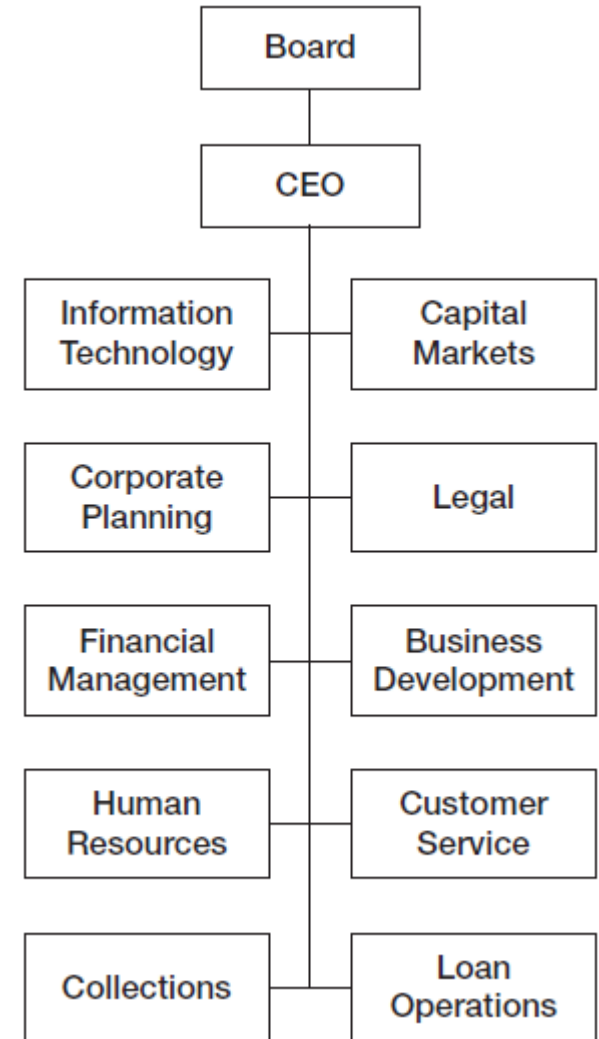 Board
CEO
Information
Technology
Capital
Markets
Corporate
Planning
Legal
Financial
Management
Business
Development
Human
Resources
Customer
Service
Collections
Loan
Operations